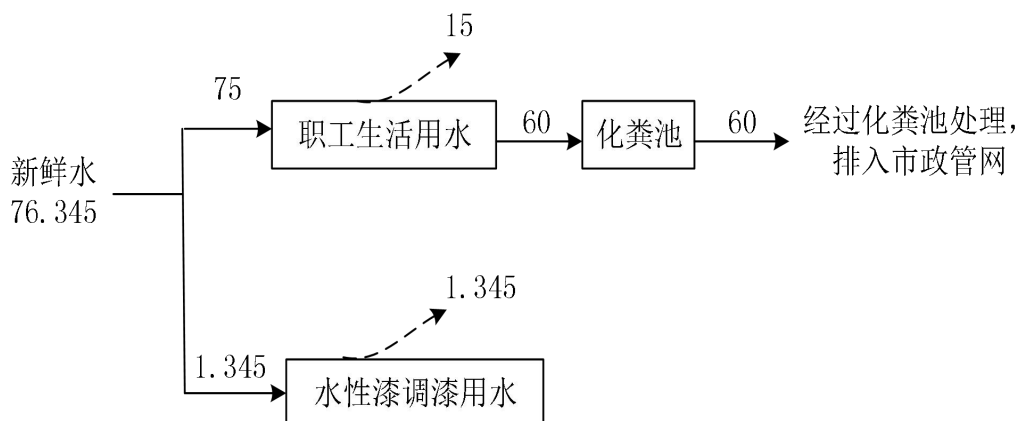 15
75
职工生活用水
60
化粪池
60
经过化粪池处理，
排入市政管网
新鲜水
76.345
1.345
1.345
水性漆调漆用水